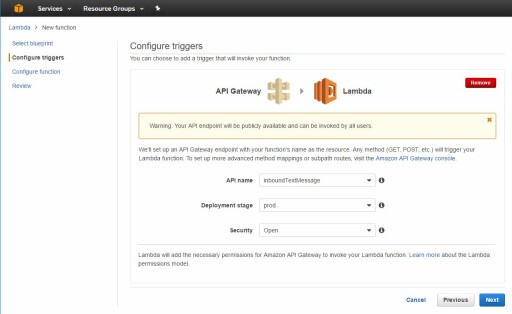 Services Resource Groups
Lambda > New function
Select blueprint
Configure triggers
Configure function
Review
Configure triggers
You can choose to add a trigger that will invoke your function.
API Gateway Lambda
Remove
Warning: Your API endpoint will be publicly available and can be invoked by all users.
We'll set up an API Gateway endpoint with your function's name as the resource. Any method (GET, POST, etc.) will trigger your
Lambda function. To set up more advanced method mappings or subpath routes, visit the Amazon API Gateway console.
API name inboundTextMessage
Deployment stage prod
Security Open
Lambda will add the necessary permissions for Amazon API Gateway to invoke your Lambda function. Learn more about the Lambda
permissions model.
Cancel Previous Next